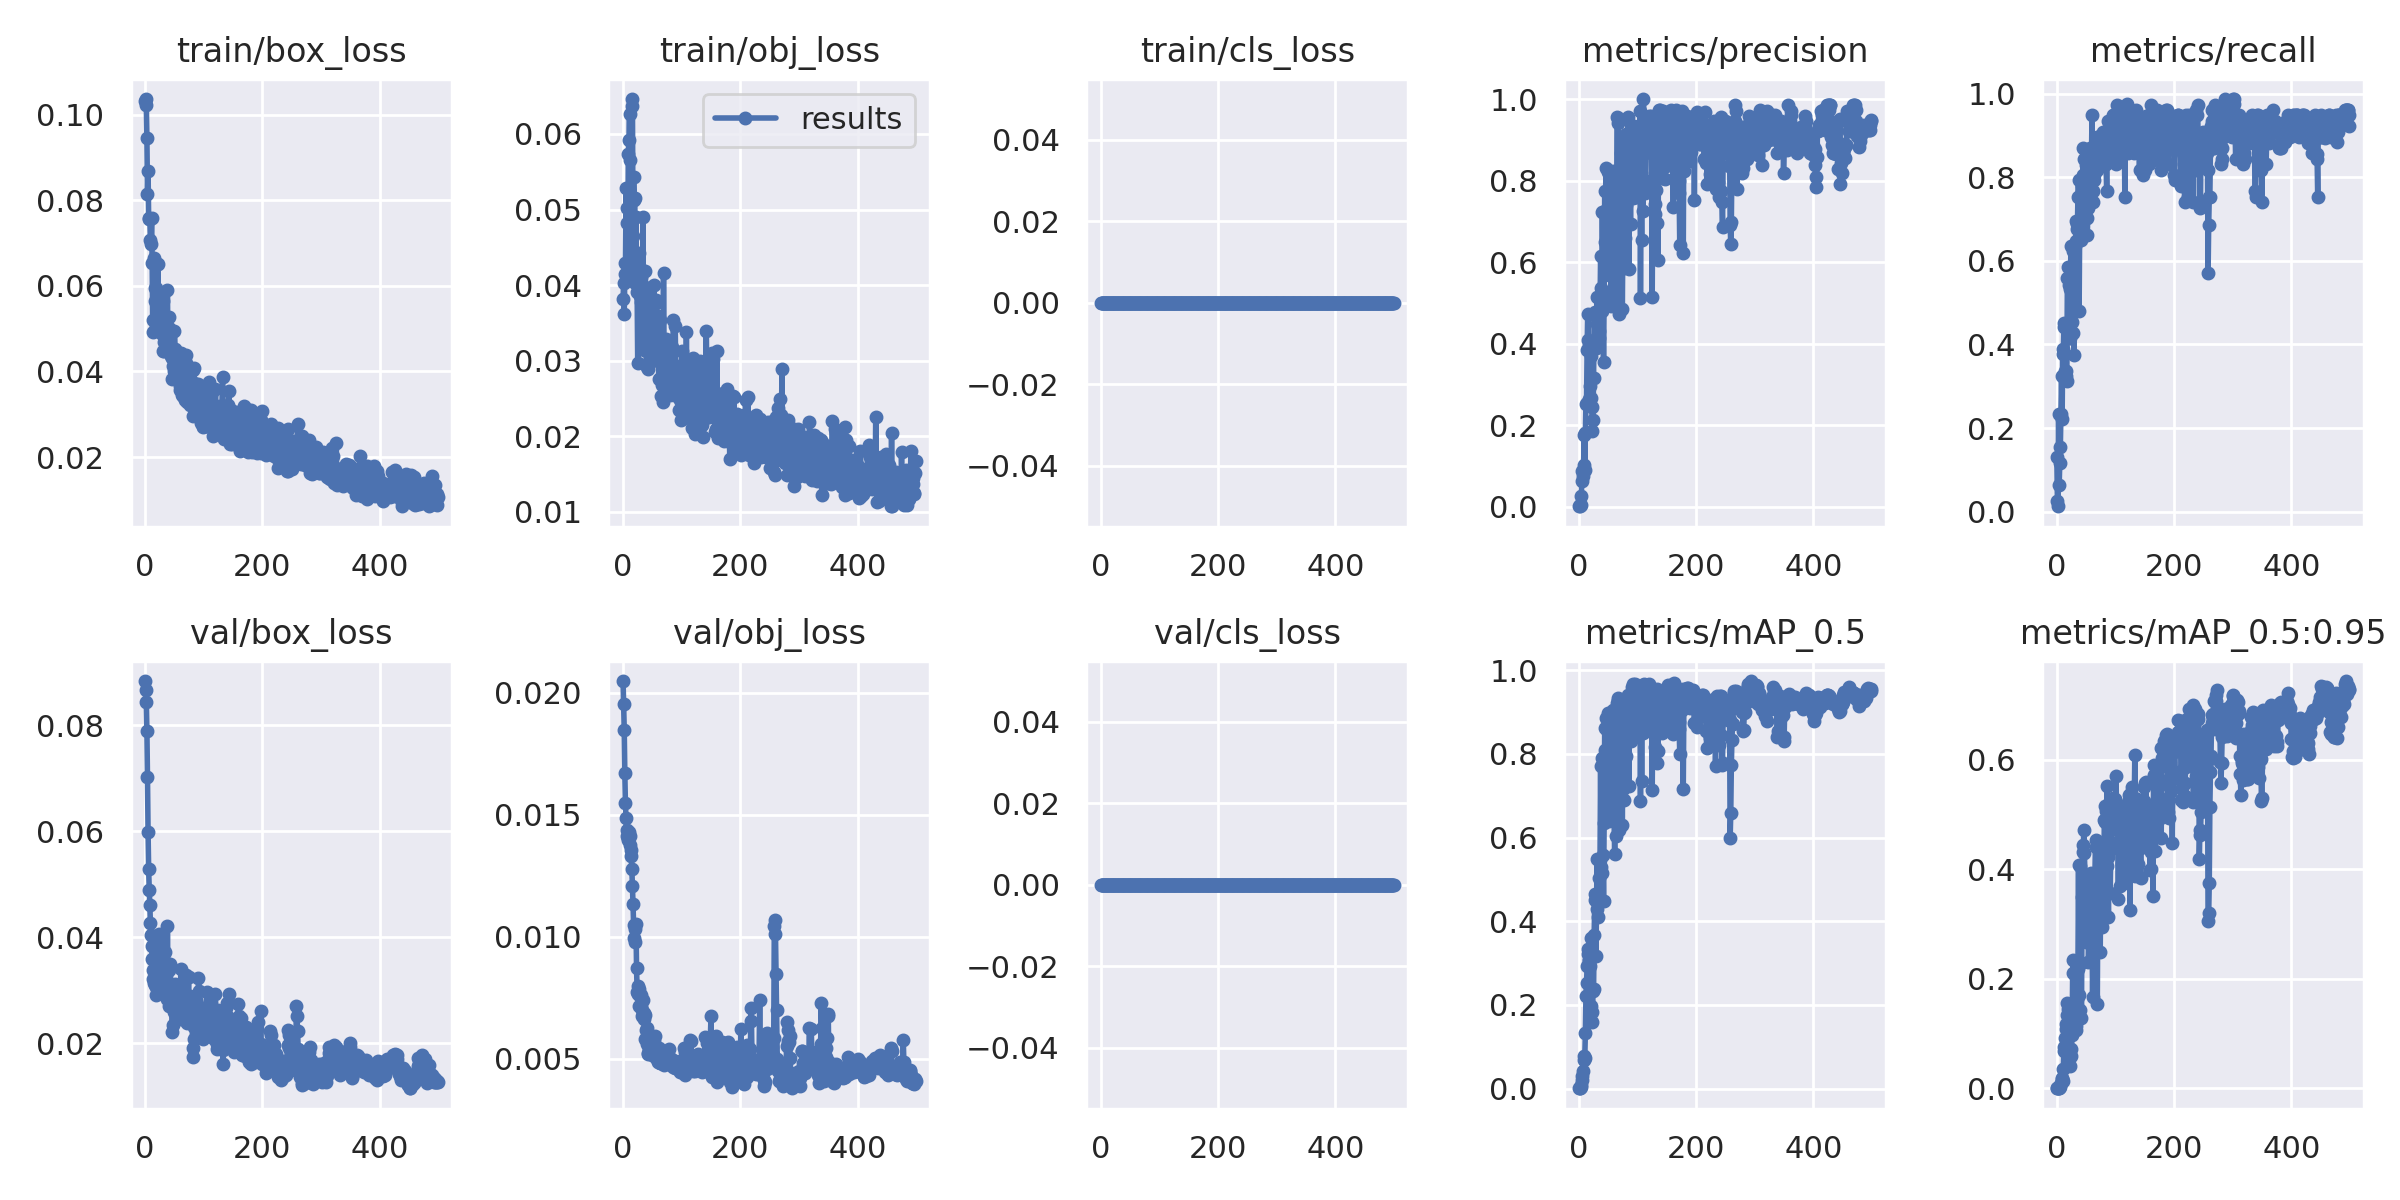 train/box_loss train/obj_loss train/cls_loss metrics/precision metrics/recall
0.10 0.08 0.06 0.04 0.02
0 200 400
results
0.06 0.05 0.04 0.03 0.02 0.01
0 200 400
0.04 0.02 0.00 −0.02 −0.04
0 200 400
1.0 0.8 0.6 0.4 0.2 0.0
0 200 400
1.0 0.8 0.6 0.4 0.2 0.0
0 200 400
val/box_loss val/obj_loss val/cls_loss metrics/mAP_0.5 metrics/mAP_0.5:0.95
0.08 0.06 0.04 0.02
0 200 400
0.020 0.015 0.010 0.005
0 200 400
0.04 0.02 0.00 −0.02 −0.04
0 200 400
1.0 0.8 0.6 0.4 0.2 0.0
0 200 400
0.6 0.4 0.2 0.0
0 200 400